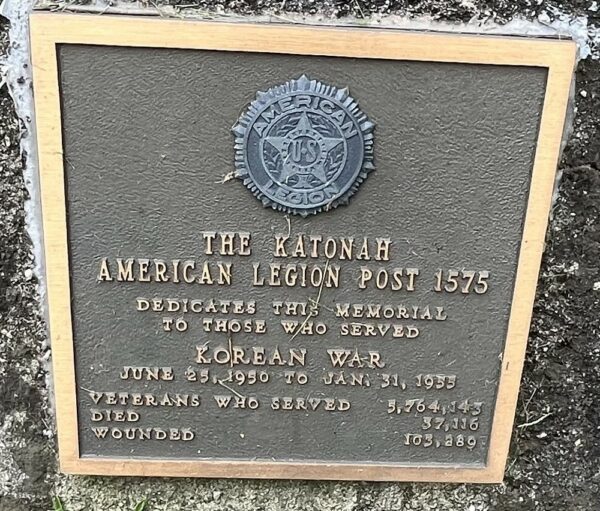 AMERICAN
U·S
LEGION
THE KATONAH
AMERICAN LEGION POST 1575
DEDICATES THIS MEMORIAL
TO THOSE WHO SERVED
KOREAN WAR
JUNE 25, 1950 TO JAN. 31, 1955
VETERANS WHO SERVED 5,764,143
DIED 37,116
WOUNDED 103,289